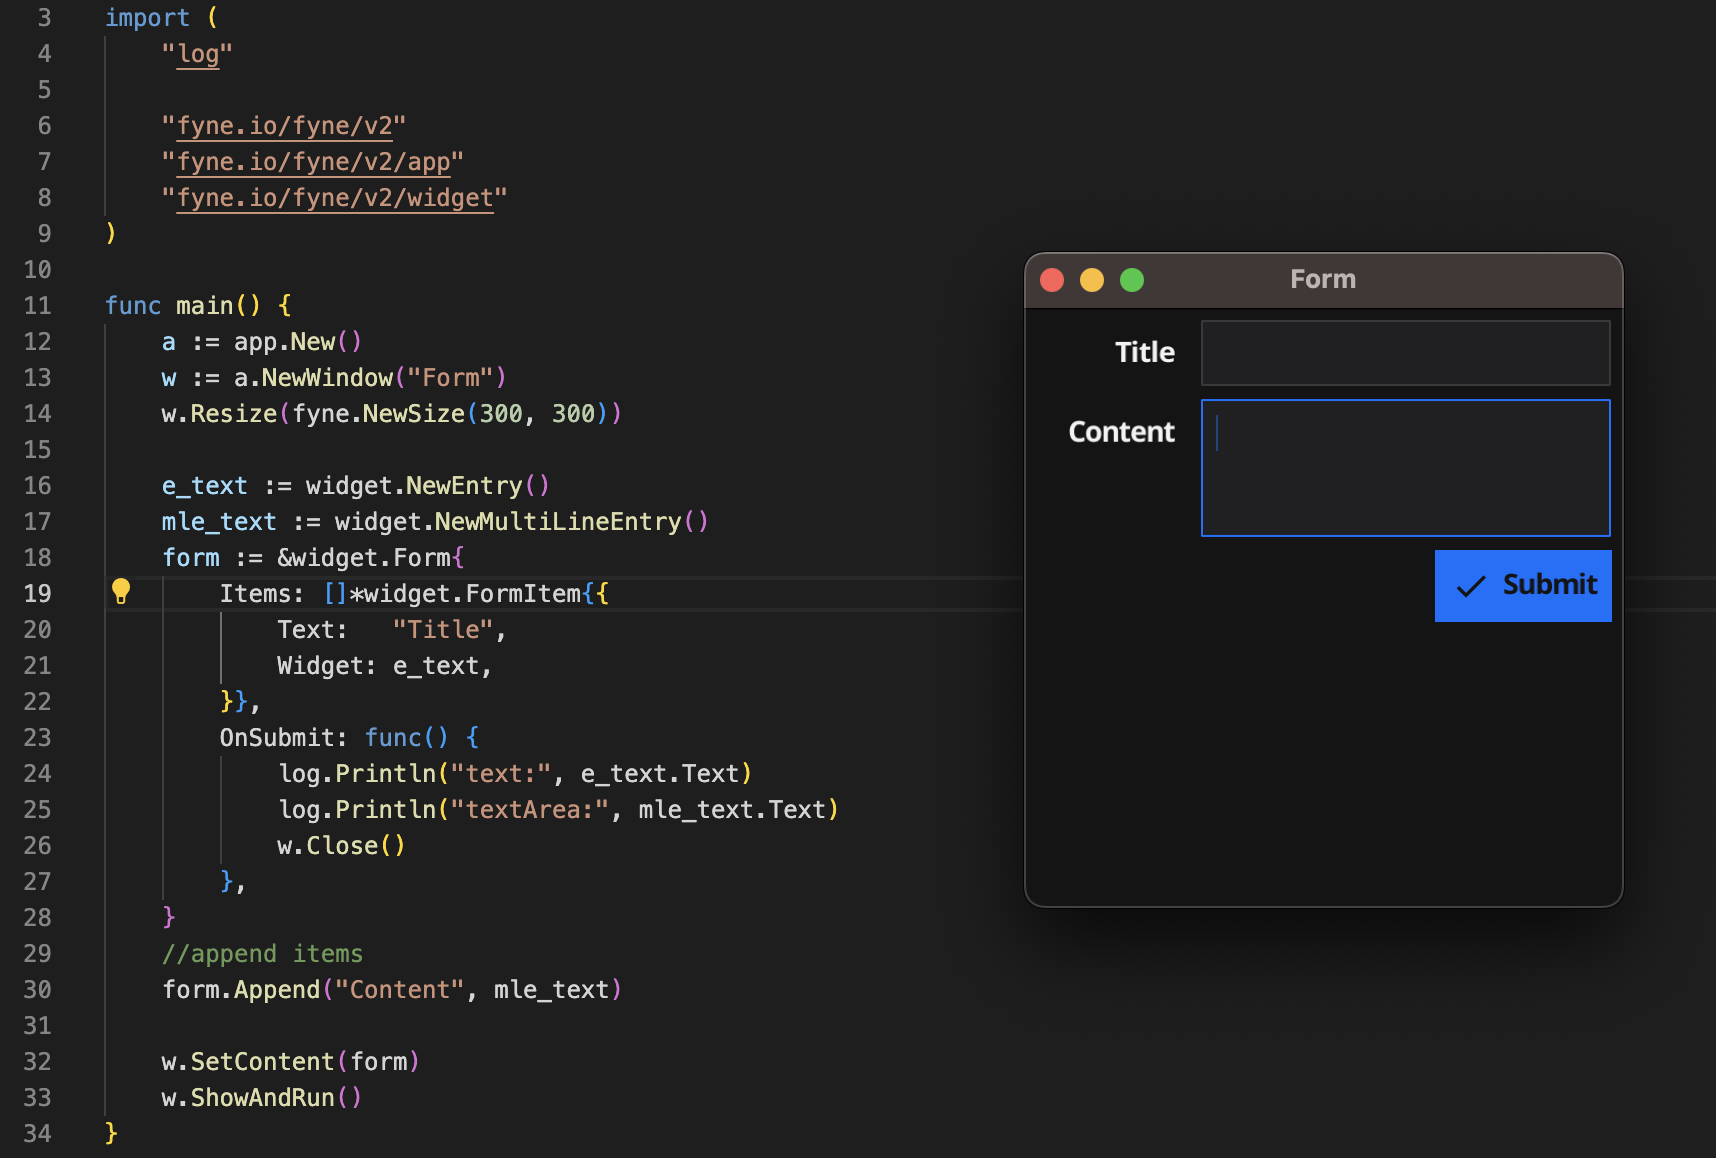 3 import (
4 "log"
5
6 "fyne.io/fyne/v2"
7 "fyne.io/fyne/v2/app"
8 "fyne.io/fyne/v2/widget"
9 )
10
11 func main() {
12 a := app.New()
13 w := a.NewWindow("Form")
14 w.Resize(fyne.NewSize(300, 300))
15
16 e_text := widget.NewEntry()
17 mle_text := widget.NewMultiLineEntry()
18 form := &widget.Form{
19 Items: []*widget.FormItem{{
20 Text:   "Title",
21 Widget: e_text,
22 }},
23 OnSubmit: func() {
24 log.Println("text:", e_text.Text)
25 log.Println("textArea:", mle_text.Text)
26 w.Close()
27 },
28 }
29 //append items
30 form.Append("Content", mle_text)
31
32 w.SetContent(form)
33 w.ShowAndRun()
34 }
Form
Title
Content
Submit